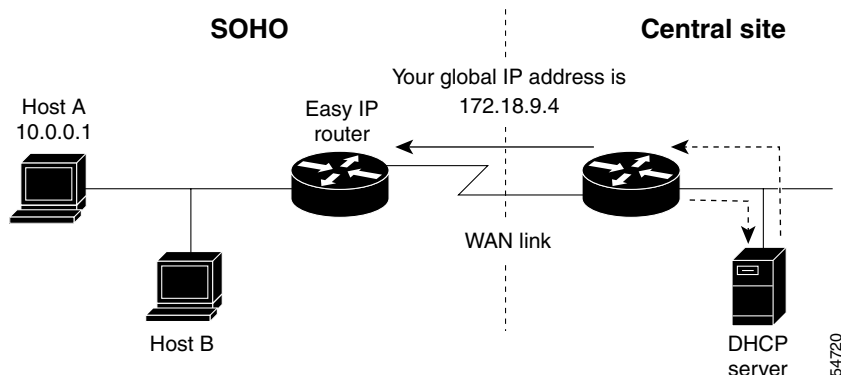 SOHO
Central site
Your global IP address is
172.18.9.4
Host A
10.0.0.1
Easy IP
router
WAN link
Host B
DHCP
server
54720